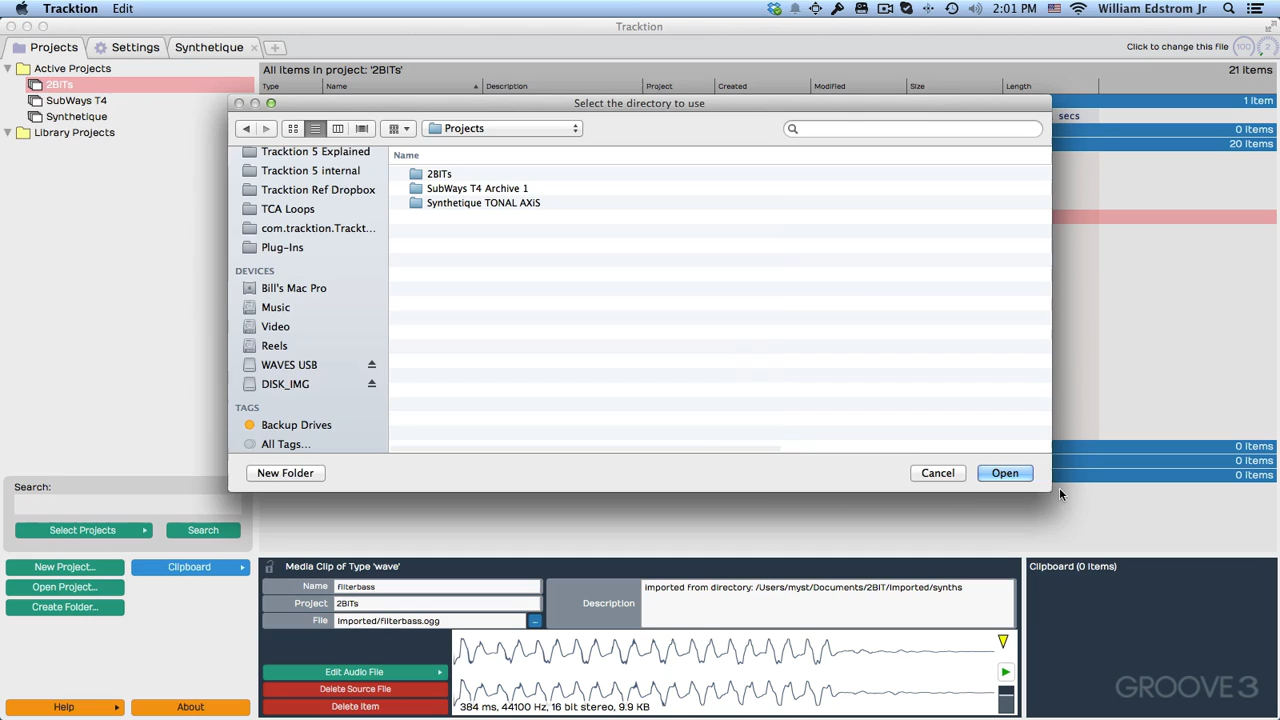 Tracktion Edit 2:01 PM William Edstrom Jr
Tracktion
Projects Settings Synthetique Click to change this file 100 2
Active Projects
2BITs
SubWays T4
Synthetique
Library Projects
All items in project: '2BITs' 21 Items
Type Name Description Project Created Modified Size Length
1 Item
secs
0 Items
20 Items
Select the directory to use
Projects
Tracktion 5 Explained
Tracktion 5 internal
Tracktion Ref Dropbox
TCA Loops
com.tracktion.Trackt...
Plug-Ins
DEVICES
Bill's Mac Pro
Music
Video
Reels
WAVES USB
DISK_IMG
TAGS
Backup Drives
All Tags...
Name
2BITs
SubWays T4 Archive 1
Synthetique TONAL AXiS
New Folder Cancel Open
0 Items
0 Items
0 Items
Search:
Select Projects Search
New Project... Clipboard
Open Project...
Create Folder...
Help About
Media Clip of Type 'wave'
Name filterbass
Project 2BITs
File Imported/filterbass.ogg
Description imported from directory: /Users/myst/Documents/2BIT/Imported/synths
Edit Audio File
Delete Source File
Delete Item
384 ms, 44100 Hz, 16 bit stereo, 9.9 KB
Clipboard (0 items)
GROOVE 3